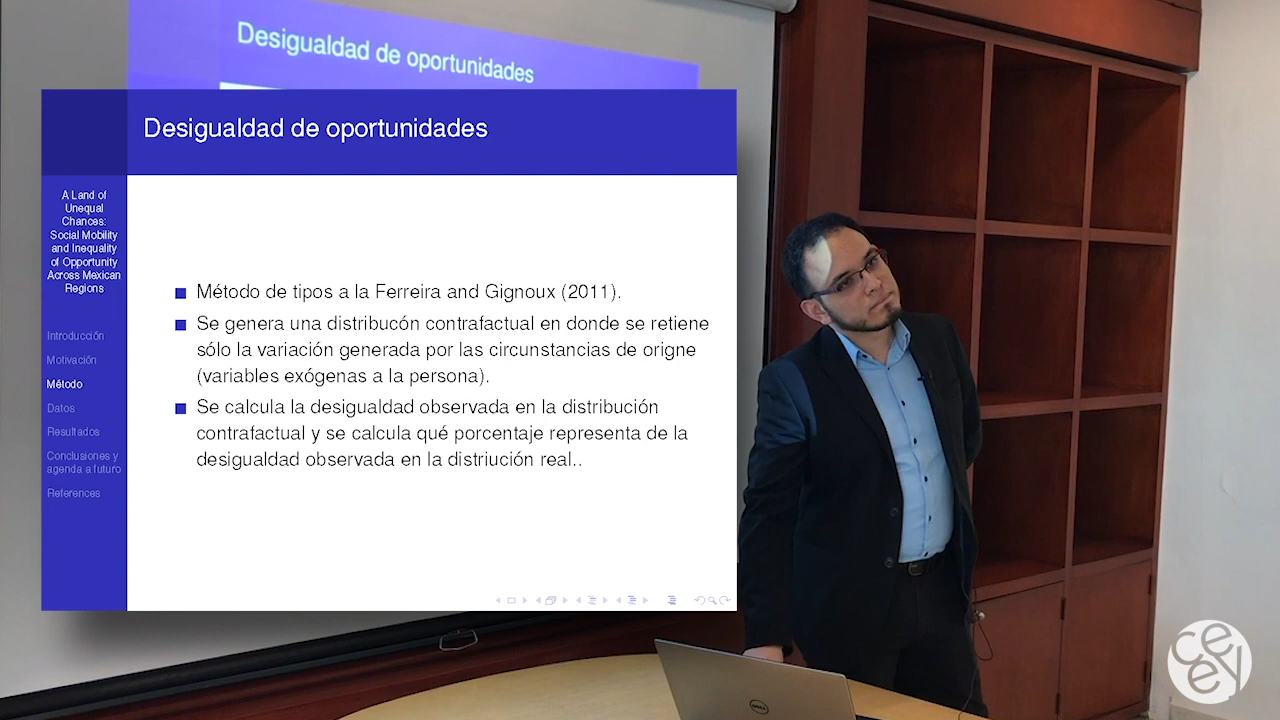 Desigualdad de oportunidades
Desigualdad de oportunidades
A Land of
Unequal
Chances:
Social Mobility
and Inequality
of Opportunity
Across Mexican
Regions
Introducción
Motivación
Método
Datos
Resultados
Conclusiones y
agenda a futuro
References
Método de tipos a la Ferreira and Gignoux (2011).
Se genera una distribucón contrafactual en donde se retiene
sólo la variación generada por las circunstancias de origne
(variables exógenas a la persona).
Se calcula la desigualdad observada en la distribución
contrafactual y se calcula qué porcentaje representa de la
desigualdad observada en la distriución real..
DELL
ceey